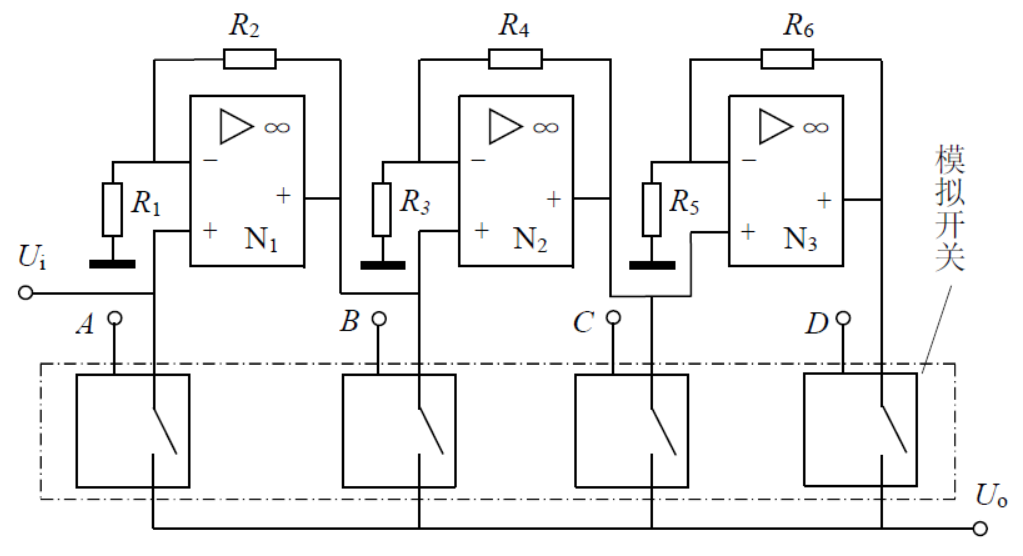 R2
R4
R6
▷ ∞
▷ ∞
▷ ∞
−
−
−
R1
+
R3
+
R5
+
+
N1
+
N2
+
N3
Ui
模拟开关
A
B
C
D
Uo